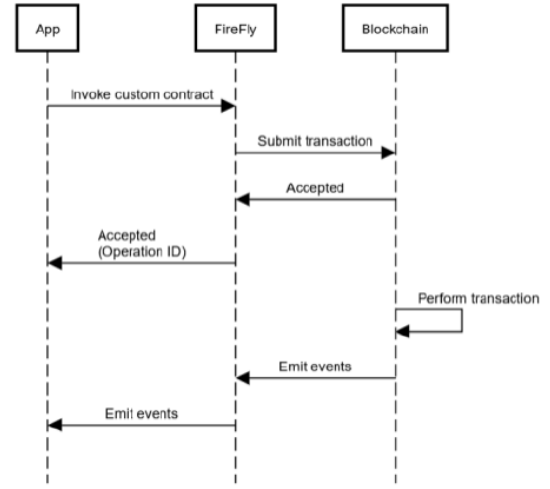 App
FireFly
Blockchain
Invoke custom contract
Submit transaction
Accepted
Accepted
(Operation ID)
Perform transaction
Emit events
Emit events